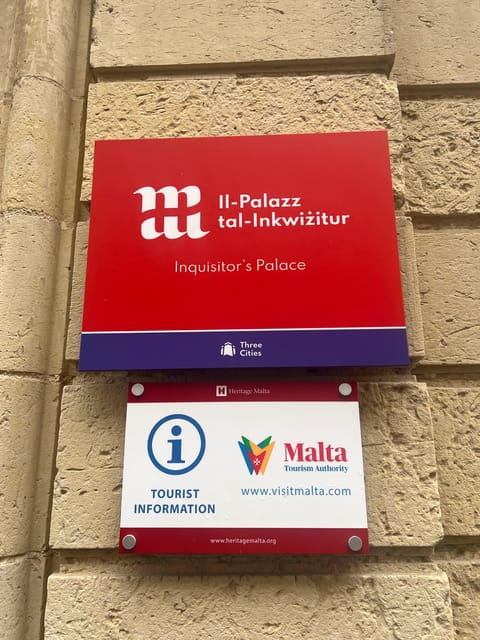 Il-Palazz
tal-Inkwiżitur
Inquisitor's Palace
Three
Cities
Heritage Malta
Malta
Tourism Authority
www.visitmalta.com
TOURIST
INFORMATION
www.heritagemalta.org